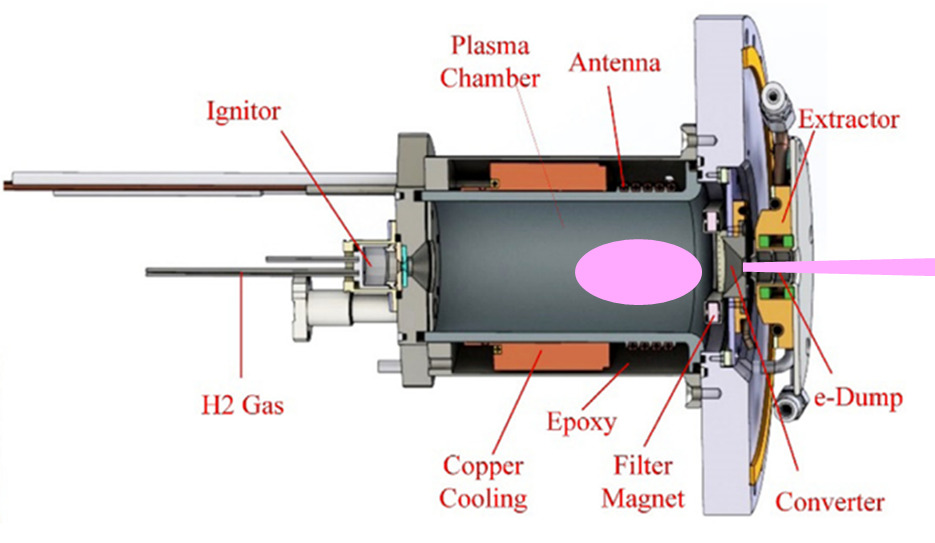 Plasma
Chamber
Antenna
Ignitor
Extractor
H2 Gas
e-Dump
Epoxy
Copper
Cooling
Filter
Magnet
Converter